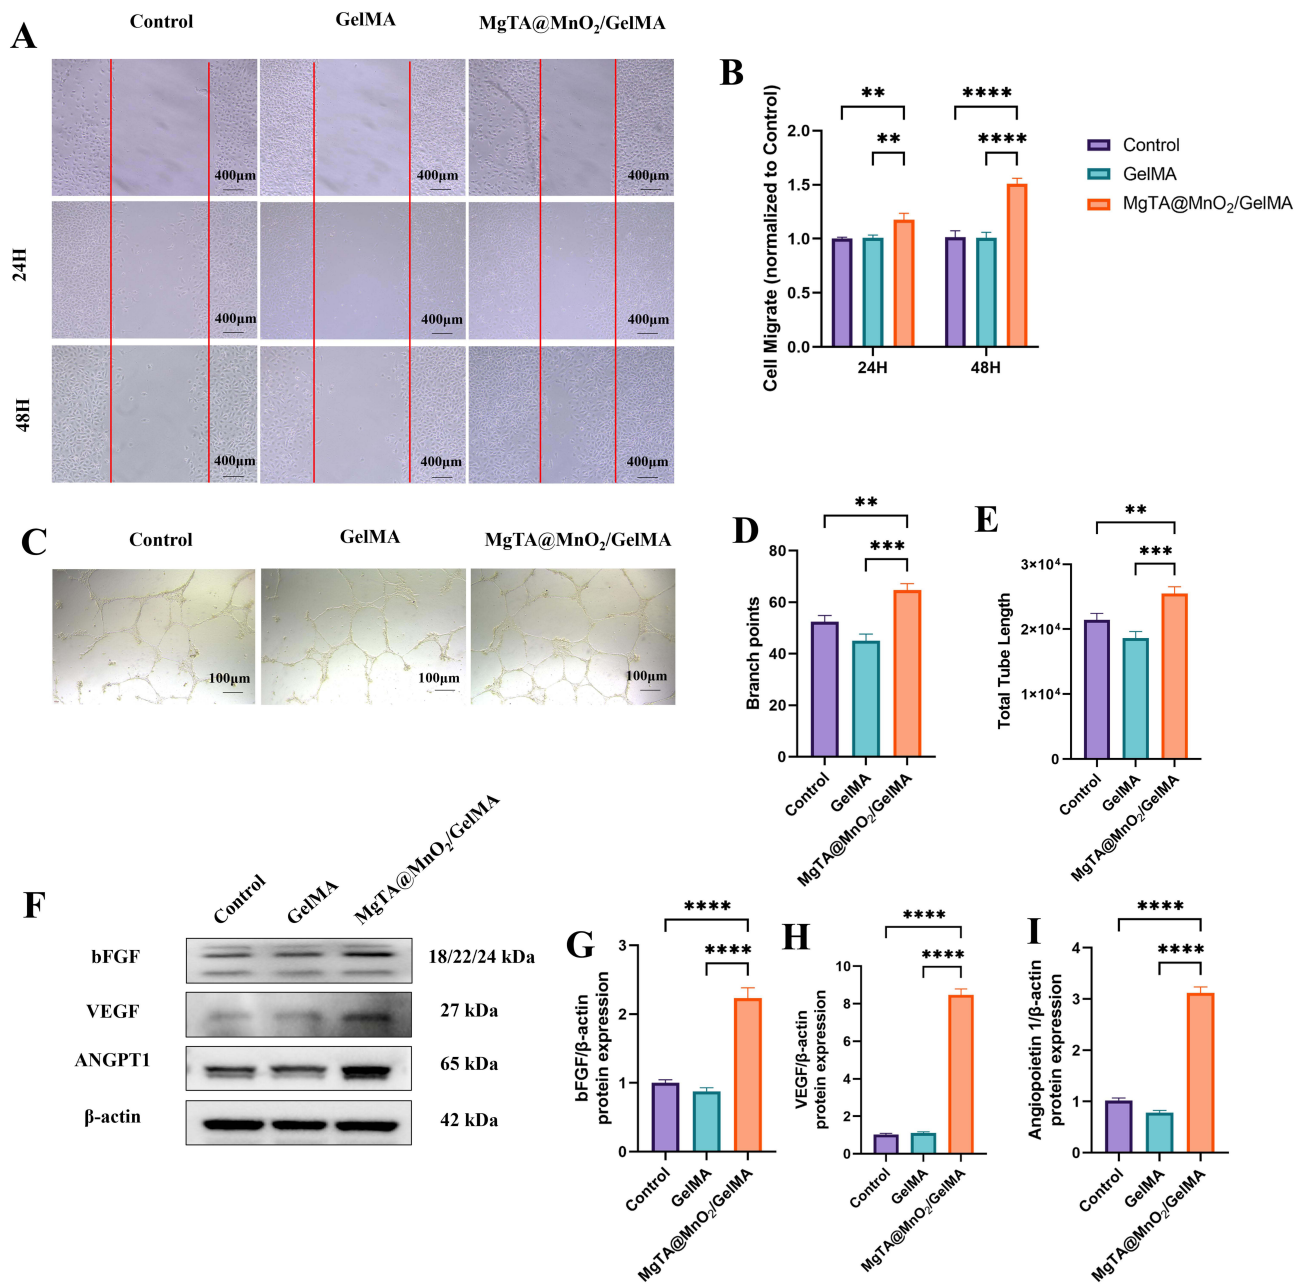 A
Control
GelMA
MgTA@MnO₂/GelMA
400μm
400μm
400μm
24H
400μm
400μm
400μm
48H
400μm
400μm
400μm
B
Cell Migrate (normalized to Control)
2.0
1.5
1.0
0.5
0.0
**
**
****
****
24H
48H
Control
GelMA
MgTA@MnO₂/GelMA
C
Control
GelMA
MgTA@MnO₂/GelMA
100μm
100μm
100μm
D
Branch points
80
60
40
20
0
**
***
Control
GelMA
MgTA@MnO₂/GelMA
E
Total Tube Length
3×10⁴
2×10⁴
1×10⁴
0
**
***
Control
GelMA
MgTA@MnO₂/GelMA
F
Control
GelMA
MgTA@MnO₂/GelMA
bFGF
18/22/24 kDa
VEGF
27 kDa
ANGPT1
65 kDa
β-actin
42 kDa
G
bFGF/β-actin
protein expression
3
2
1
0
****
****
Control
GelMA
MgTA@MnO₂/GelMA
H
VEGF/β-actin
protein expression
10
8
6
4
2
0
****
****
Control
GelMA
MgTA@MnO₂/GelMA
I
Angiopoietin 1/β-actin
protein expression
4
3
2
1
0
****
****
Control
GelMA
MgTA@MnO₂/GelMA